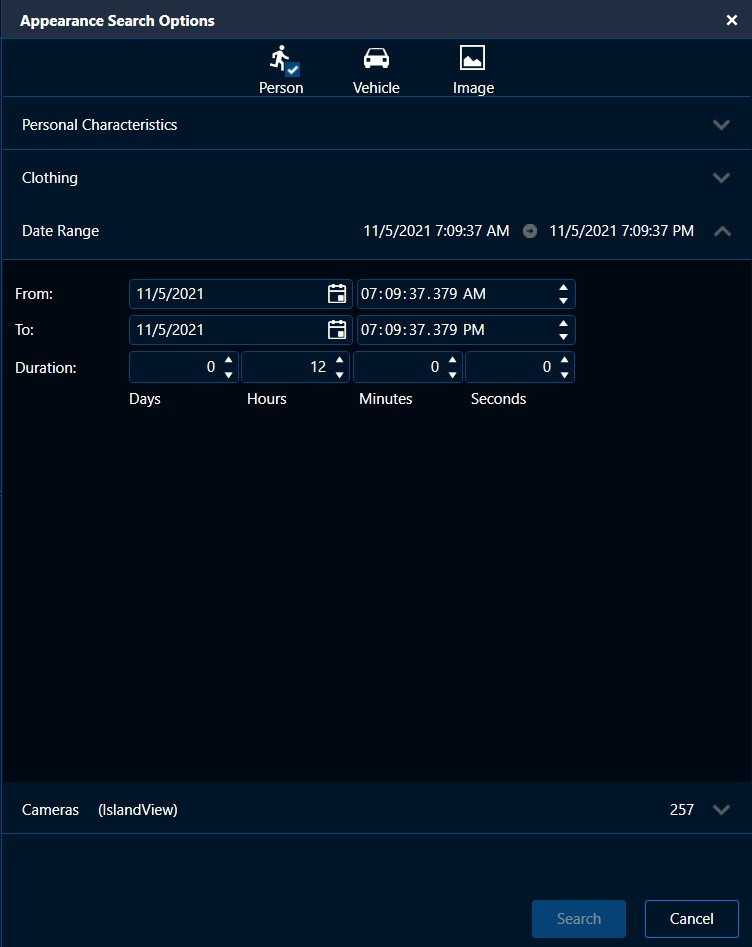 Appearance Search Options
Person Vehicle Image
Personal Characteristics
Clothing
Date Range 11/5/2021 7:09:37 AM 11/5/2021 7:09:37 PM
From: 11/5/2021 07:09:37.379 AM
To: 11/5/2021 07:09:37.379 PM
Duration: 0 12 0 0
Days Hours Minutes Seconds
Cameras (IslandView) 257
Search Cancel